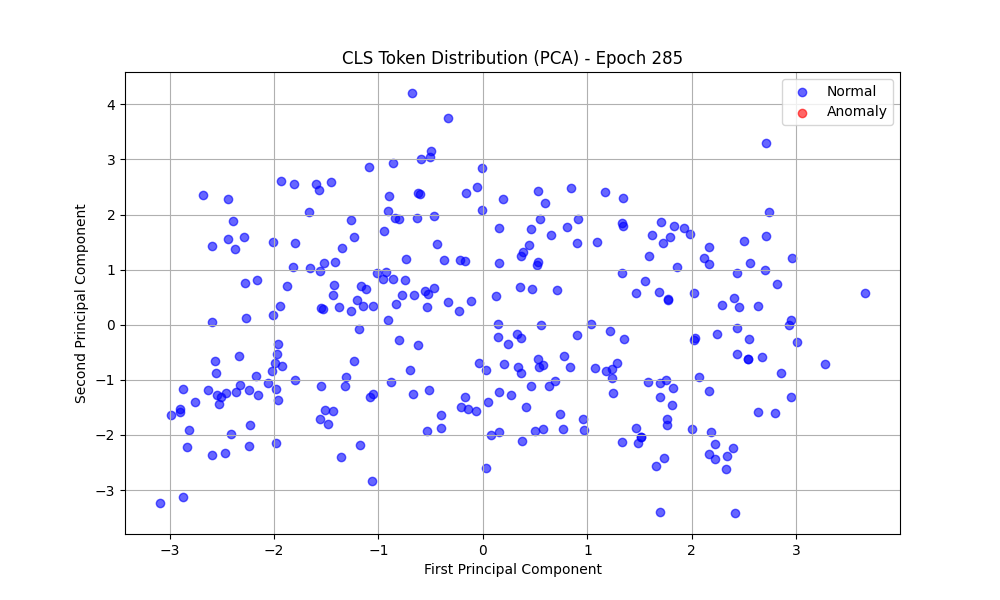 CLS Token Distribution (PCA) - Epoch 285
Normal
Anomaly
Second Principal Component
4
3
2
1
0
−1
−2
−3
−3 −2 −1 0 1 2 3
First Principal Component